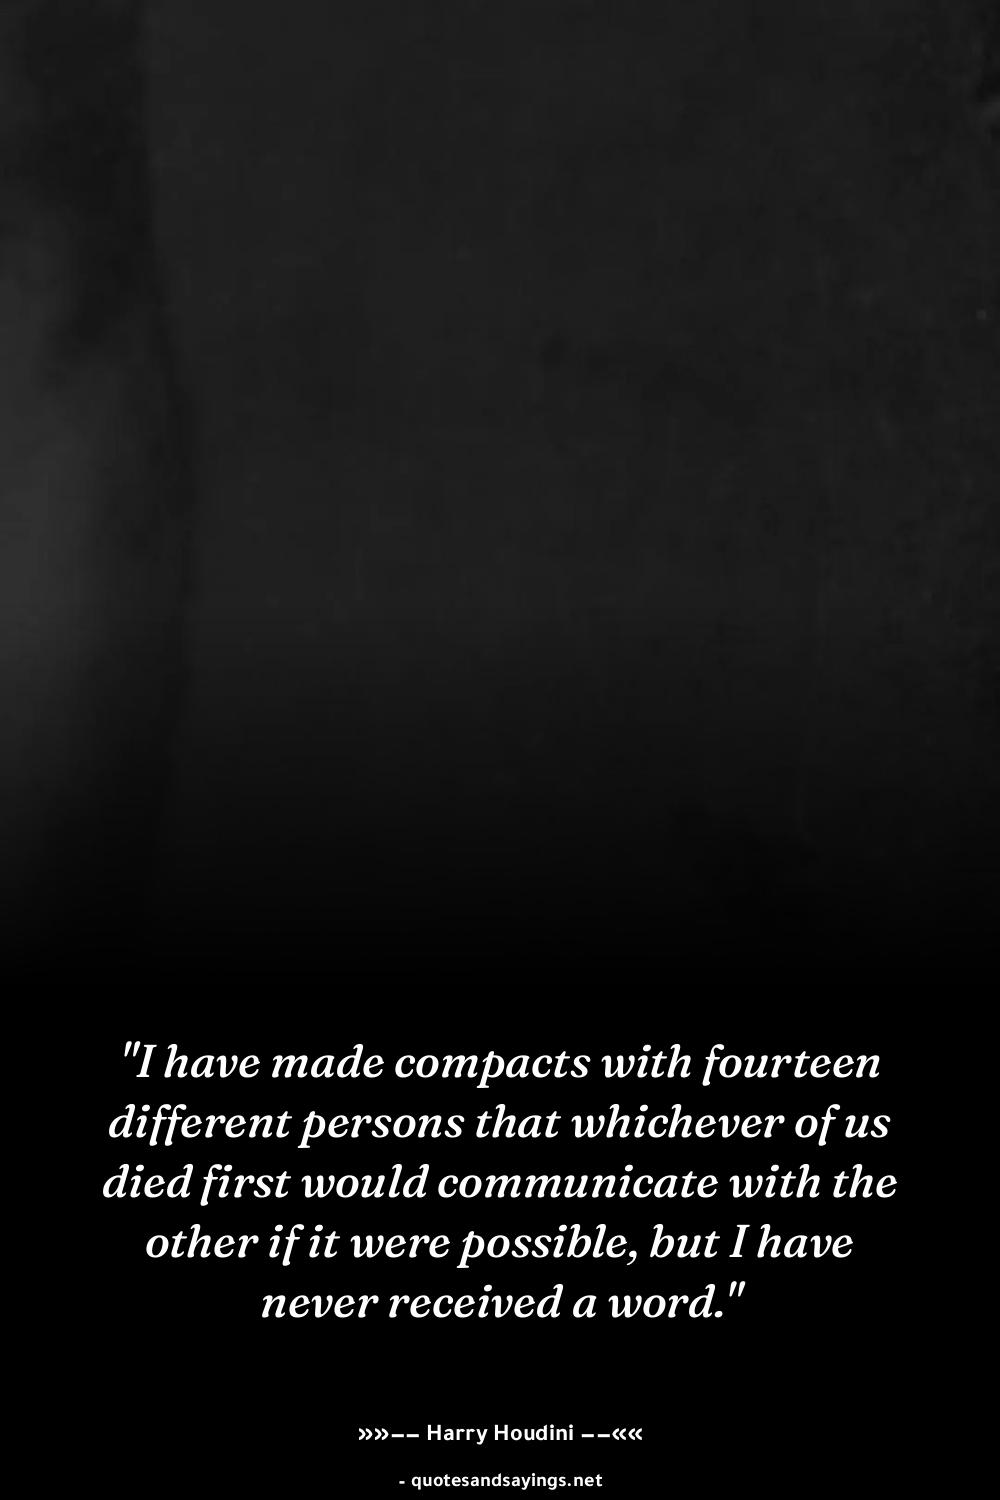 "I have made compacts with fourteen
different persons that whichever of us
died first would communicate with the
other if it were possible, but I have
never received a word."
»»–– Harry Houdini ––««
- quotesandsayings.net